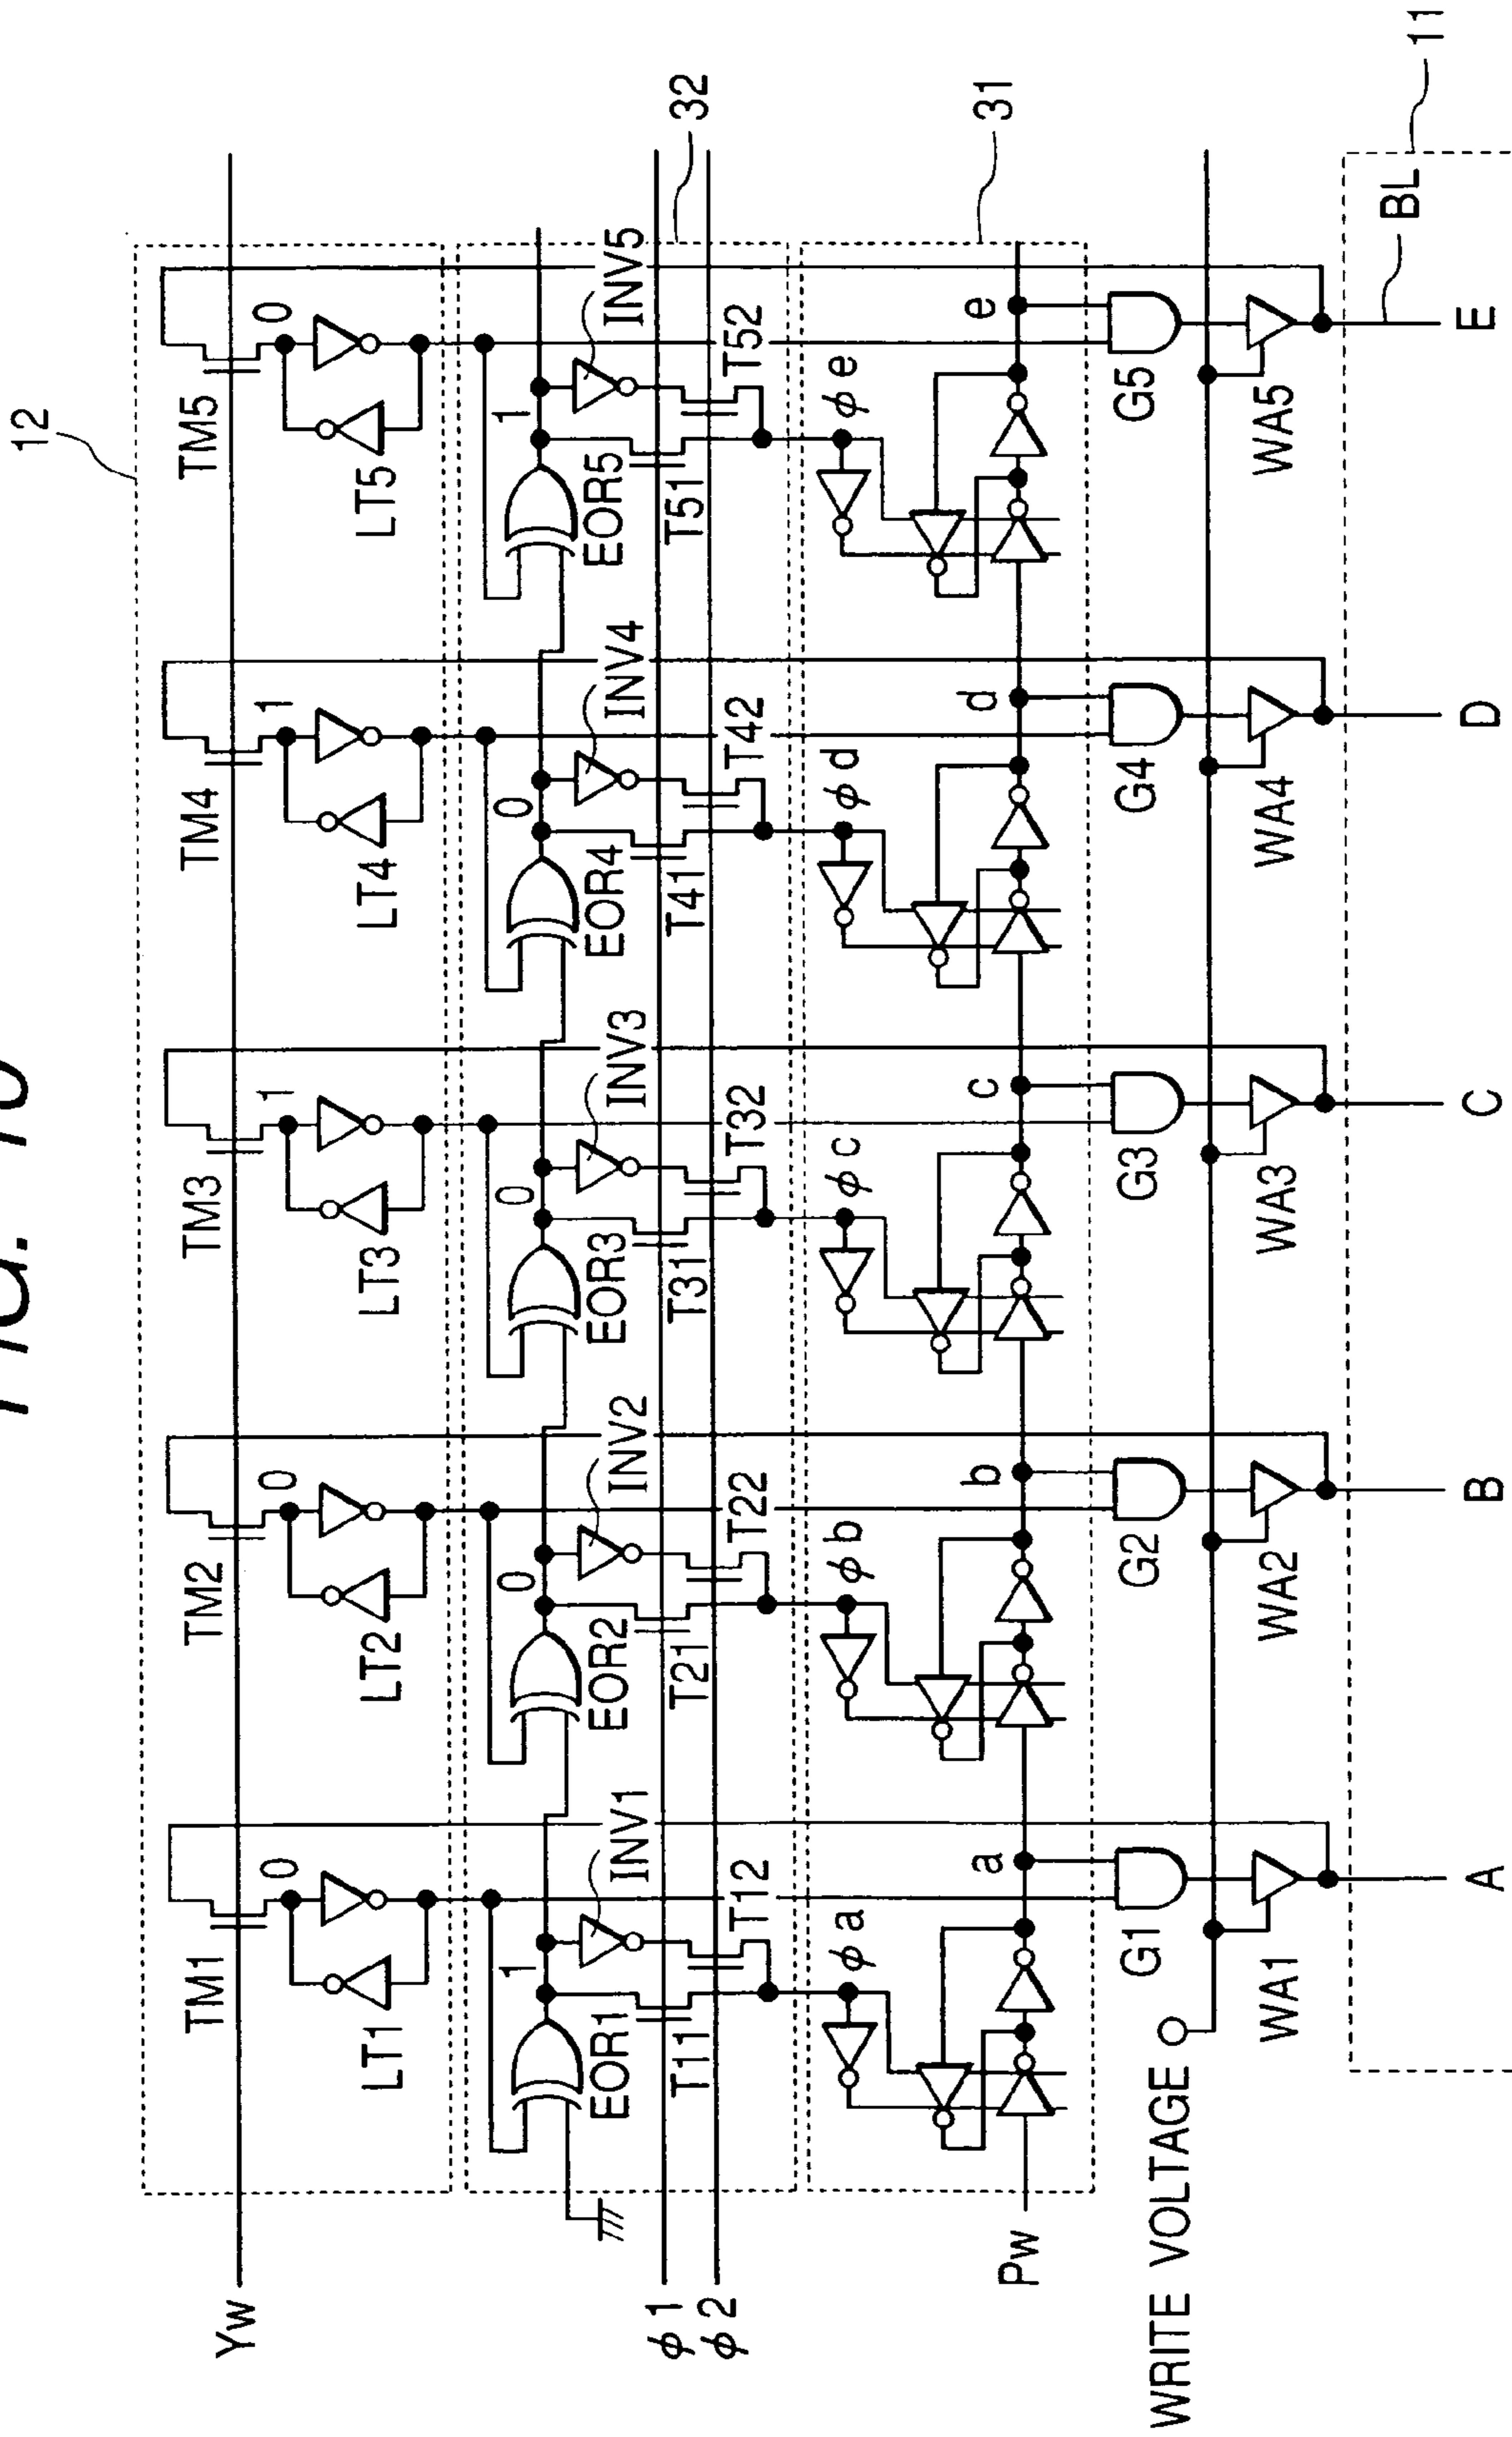 FIG. 10
12
TM1 TM2 TM3 TM4 TM5
Yw
0 0 1 1 0
LT1 LT2 LT3 LT4 LT5
1 0 0 0 1
EOR1 INV1 EOR2 INV2 EOR3 INV3 EOR4 INV4 EOR5 INV5
φ1
T11 T21 T31 T41 T51
32
φ2
T12 T22 T32 T42 T52
φa φb φc φd φe
a b c d e
31
Pw
G1 G2 G3 G4 G5
WRITE VOLTAGE
WA1 WA2 WA3 WA4 WA5
BL
11
A B C D E